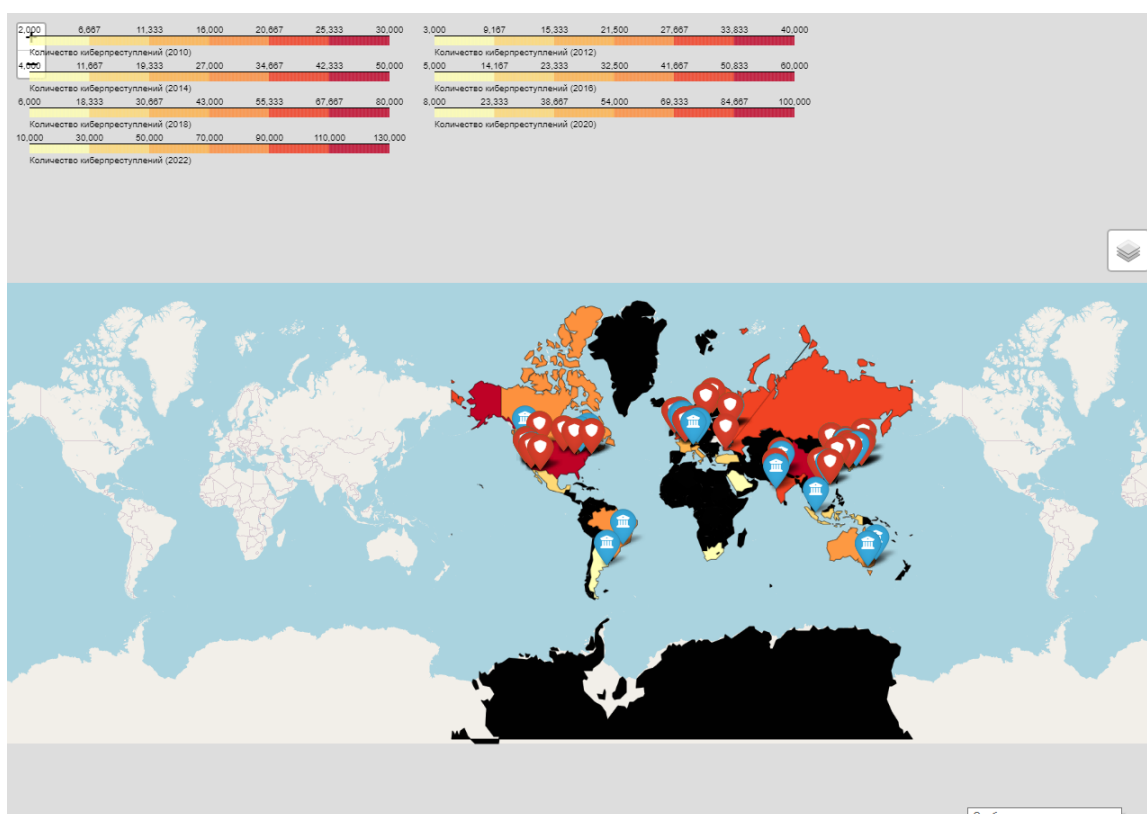 2,000 6,667 11,333 16,000 20,667 25,333 30,000
Количество киберпреступлений (2010)
3,000 9,167 15,333 21,500 27,667 33,833 40,000
Количество киберпреступлений (2012)
4,000 11,667 19,333 27,000 34,667 42,333 50,000
Количество киберпреступлений (2014)
5,000 14,167 23,333 32,500 41,667 50,833 60,000
Количество киберпреступлений (2016)
6,000 18,333 30,667 43,000 55,333 67,667 80,000
Количество киберпреступлений (2018)
8,000 23,333 38,667 54,000 69,333 84,667 100,000
Количество киберпреступлений (2020)
10,000 30,000 50,000 70,000 90,000 110,000 130,000
Количество киберпреступлений (2022)